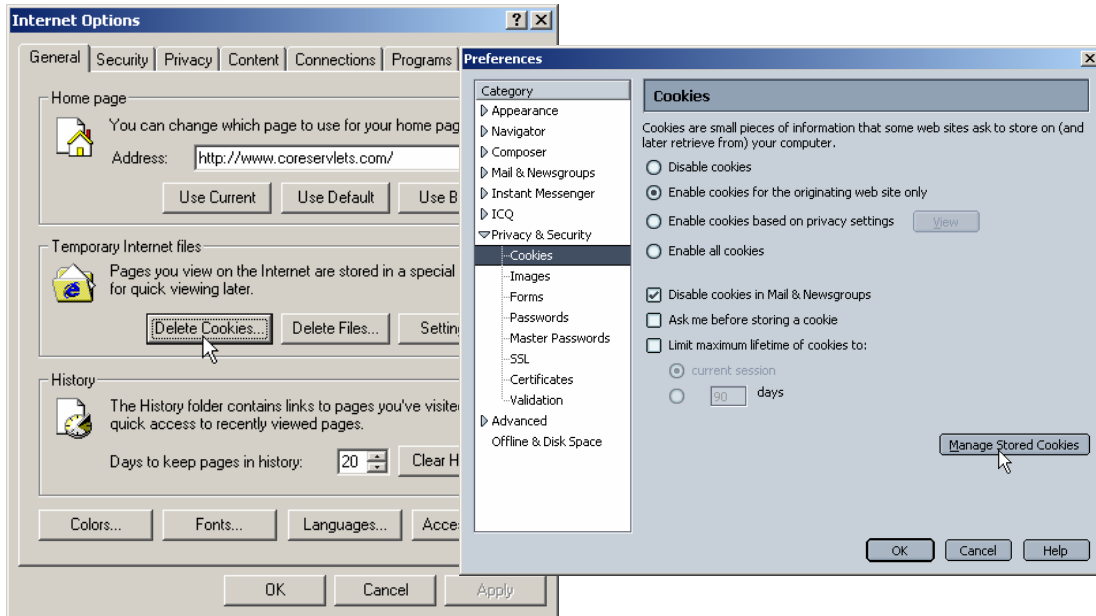 Internet Options
General Security Privacy Content Connections Programs
Home page
You can change which page to use for your home pag
Address: http://www.coreservlets.com/
Use Current Use Default Use B
Temporary Internet files
Pages you view on the Internet are stored in a special
for quick viewing later.
Delete Cookies... Delete Files... Settin
History
The History folder contains links to pages you've visite
quick access to recently viewed pages.
Days to keep pages in history: 20 Clear H
Colors... Fonts... Languages... Acce
OK Cancel Apply
Preferences
Category
Appearance
Navigator
Composer
Mail & Newsgroups
Instant Messenger
ICQ
Privacy & Security
Cookies
Images
Forms
Passwords
Master Passwords
SSL
Certificates
Validation
Advanced
Offline & Disk Space
Cookies
Cookies are small pieces of information that some web sites ask to store on (and
later retrieve from) your computer.
Disable cookies
Enable cookies for the originating web site only
Enable cookies based on privacy settings View
Enable all cookies
Disable cookies in Mail & Newsgroups
Ask me before storing a cookie
Limit maximum lifetime of cookies to:
current session
90 days
Manage Stored Cookies
OK Cancel Help